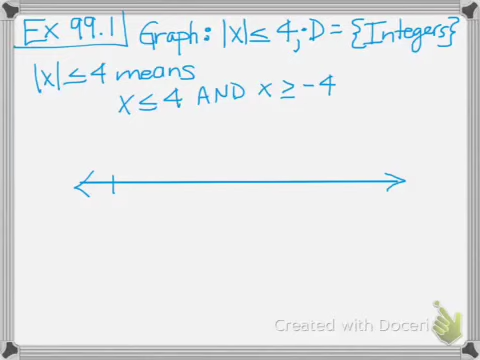 Ex 99.1 Graph: |x| ≤ 4; D = {Integers}
|x| ≤ 4 means
x ≤ 4 AND x ≥ -4
Created with Doceri